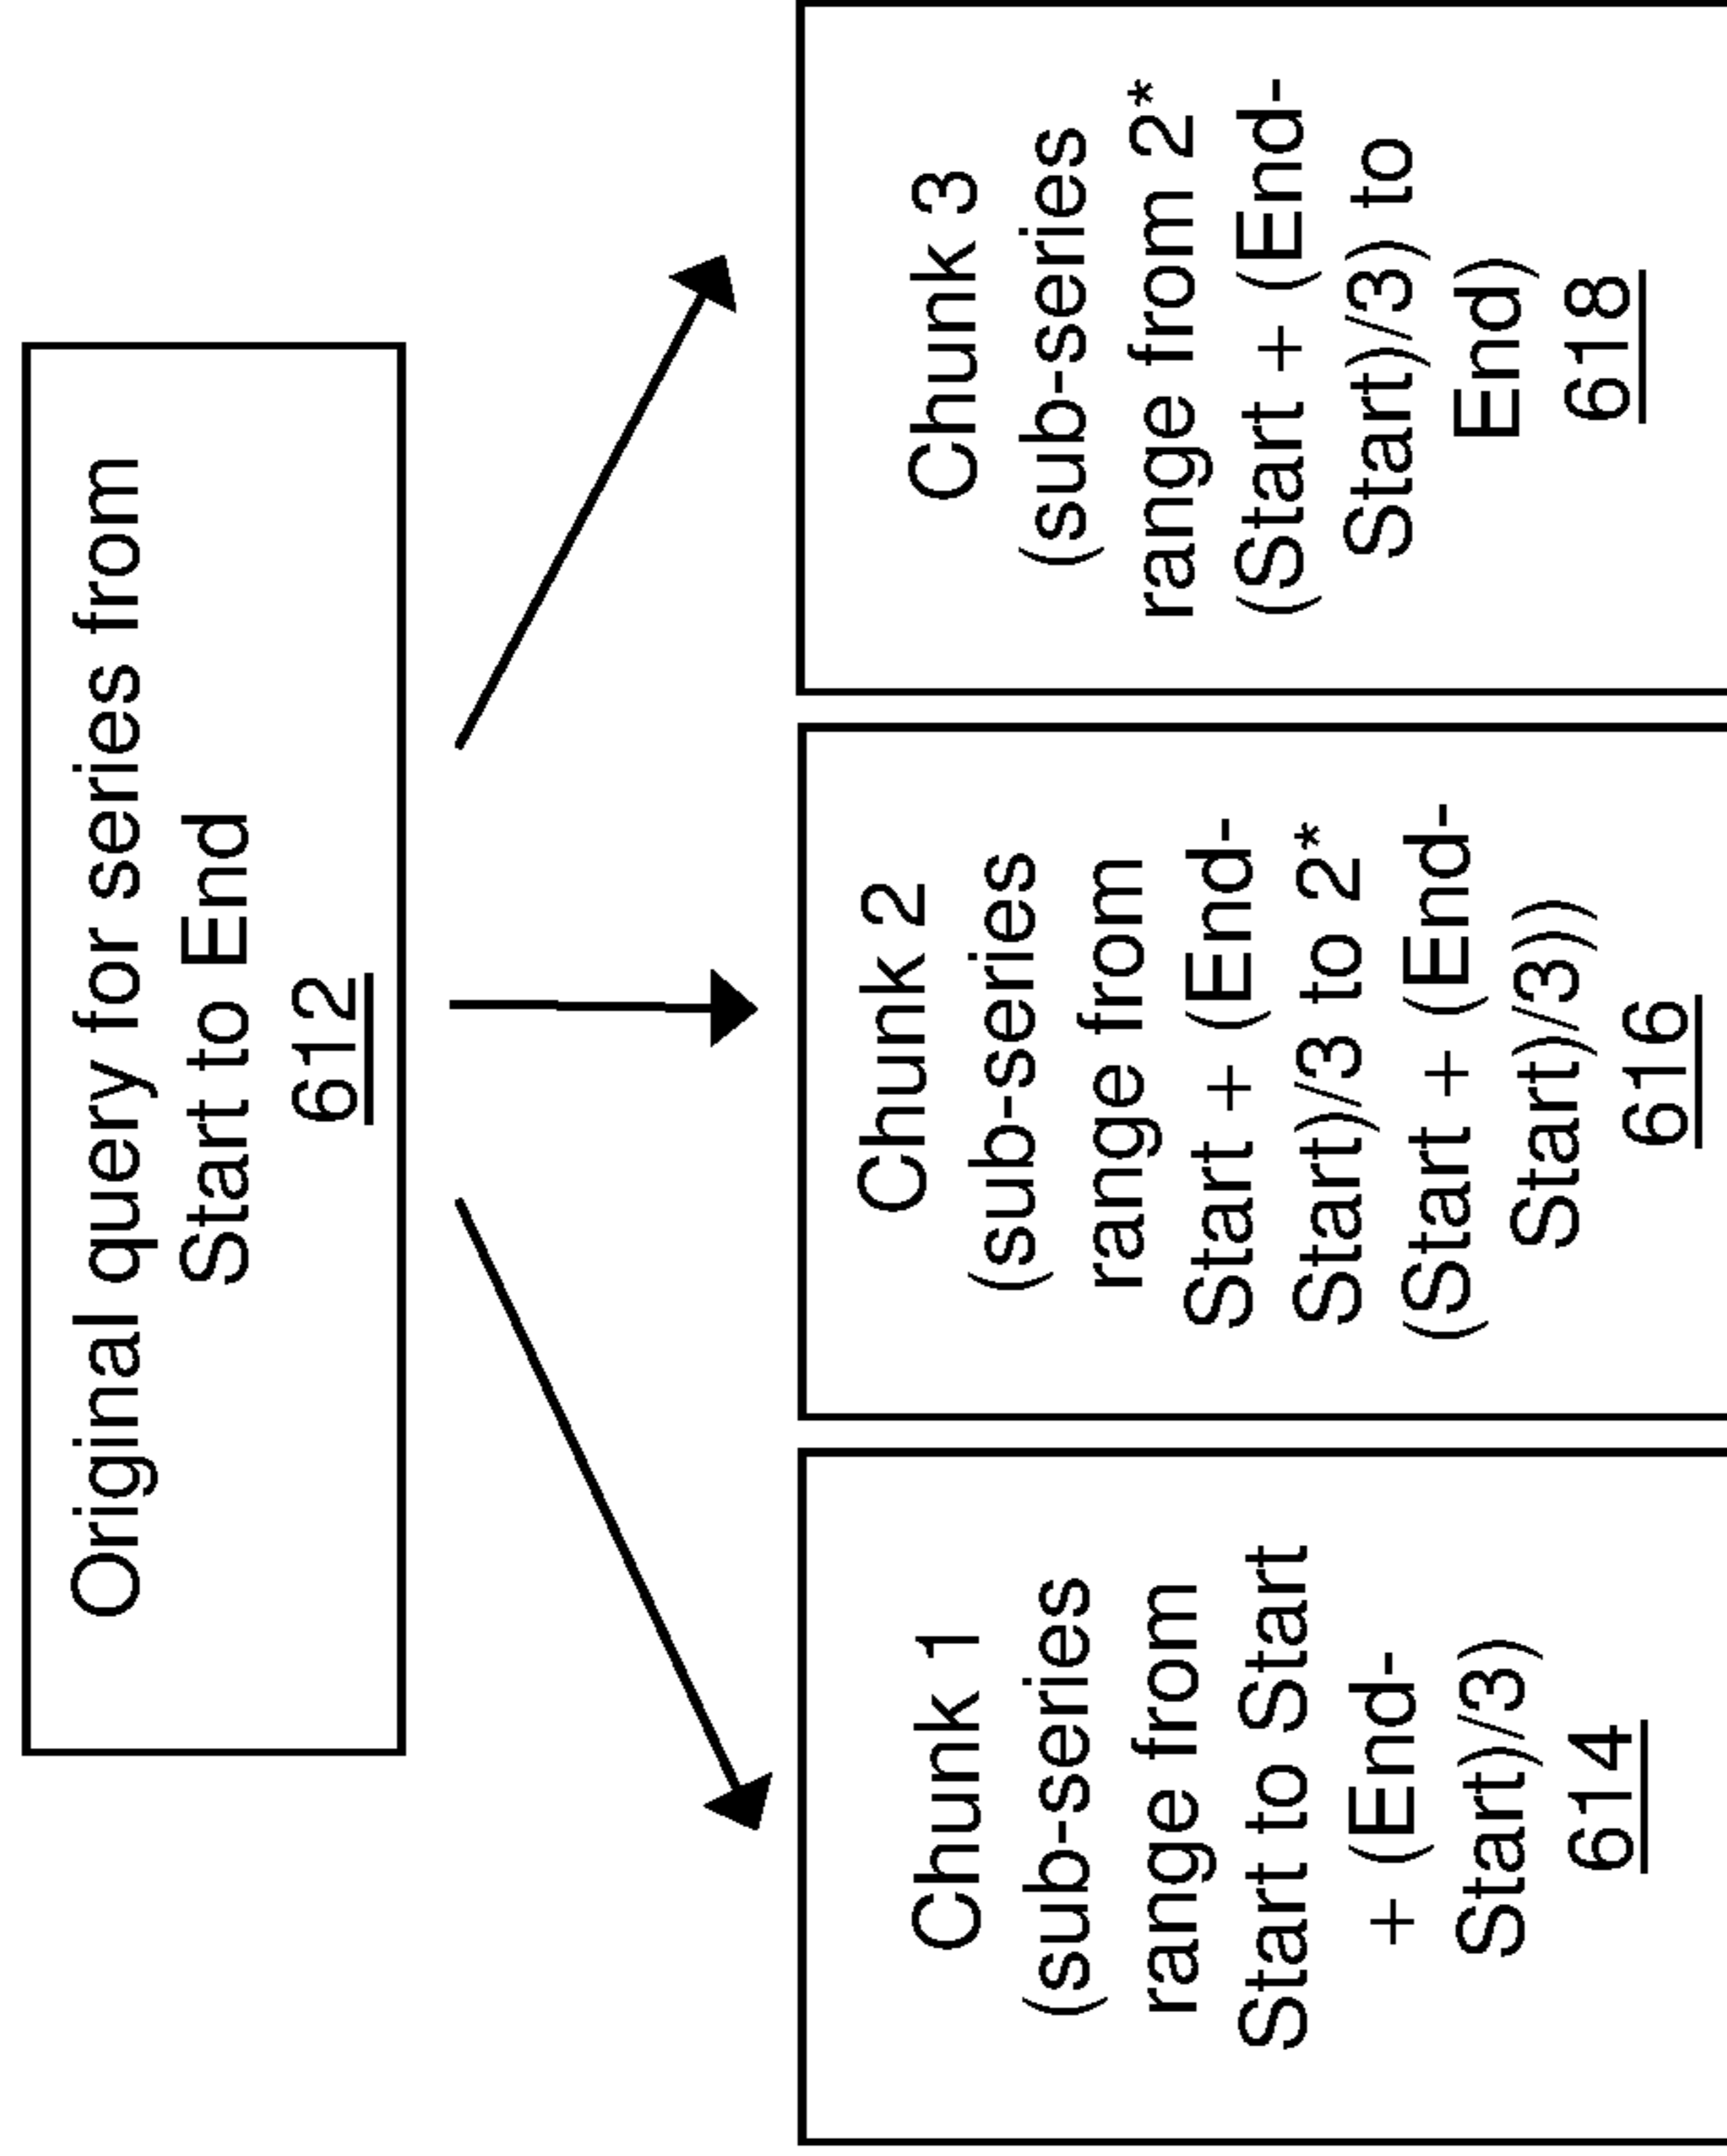 Original query for series from
Start to End
612
Chunk 1
(sub-series
range from
Start to Start
+ (End-
Start)/3)
614
Chunk 2
(sub-series
range from
Start + (End-
Start)/3 to 2*
(Start + (End-
Start)/3))
616
Chunk 3
(sub-series
range from 2*
(Start + (End-
Start)/3) to
End)
618